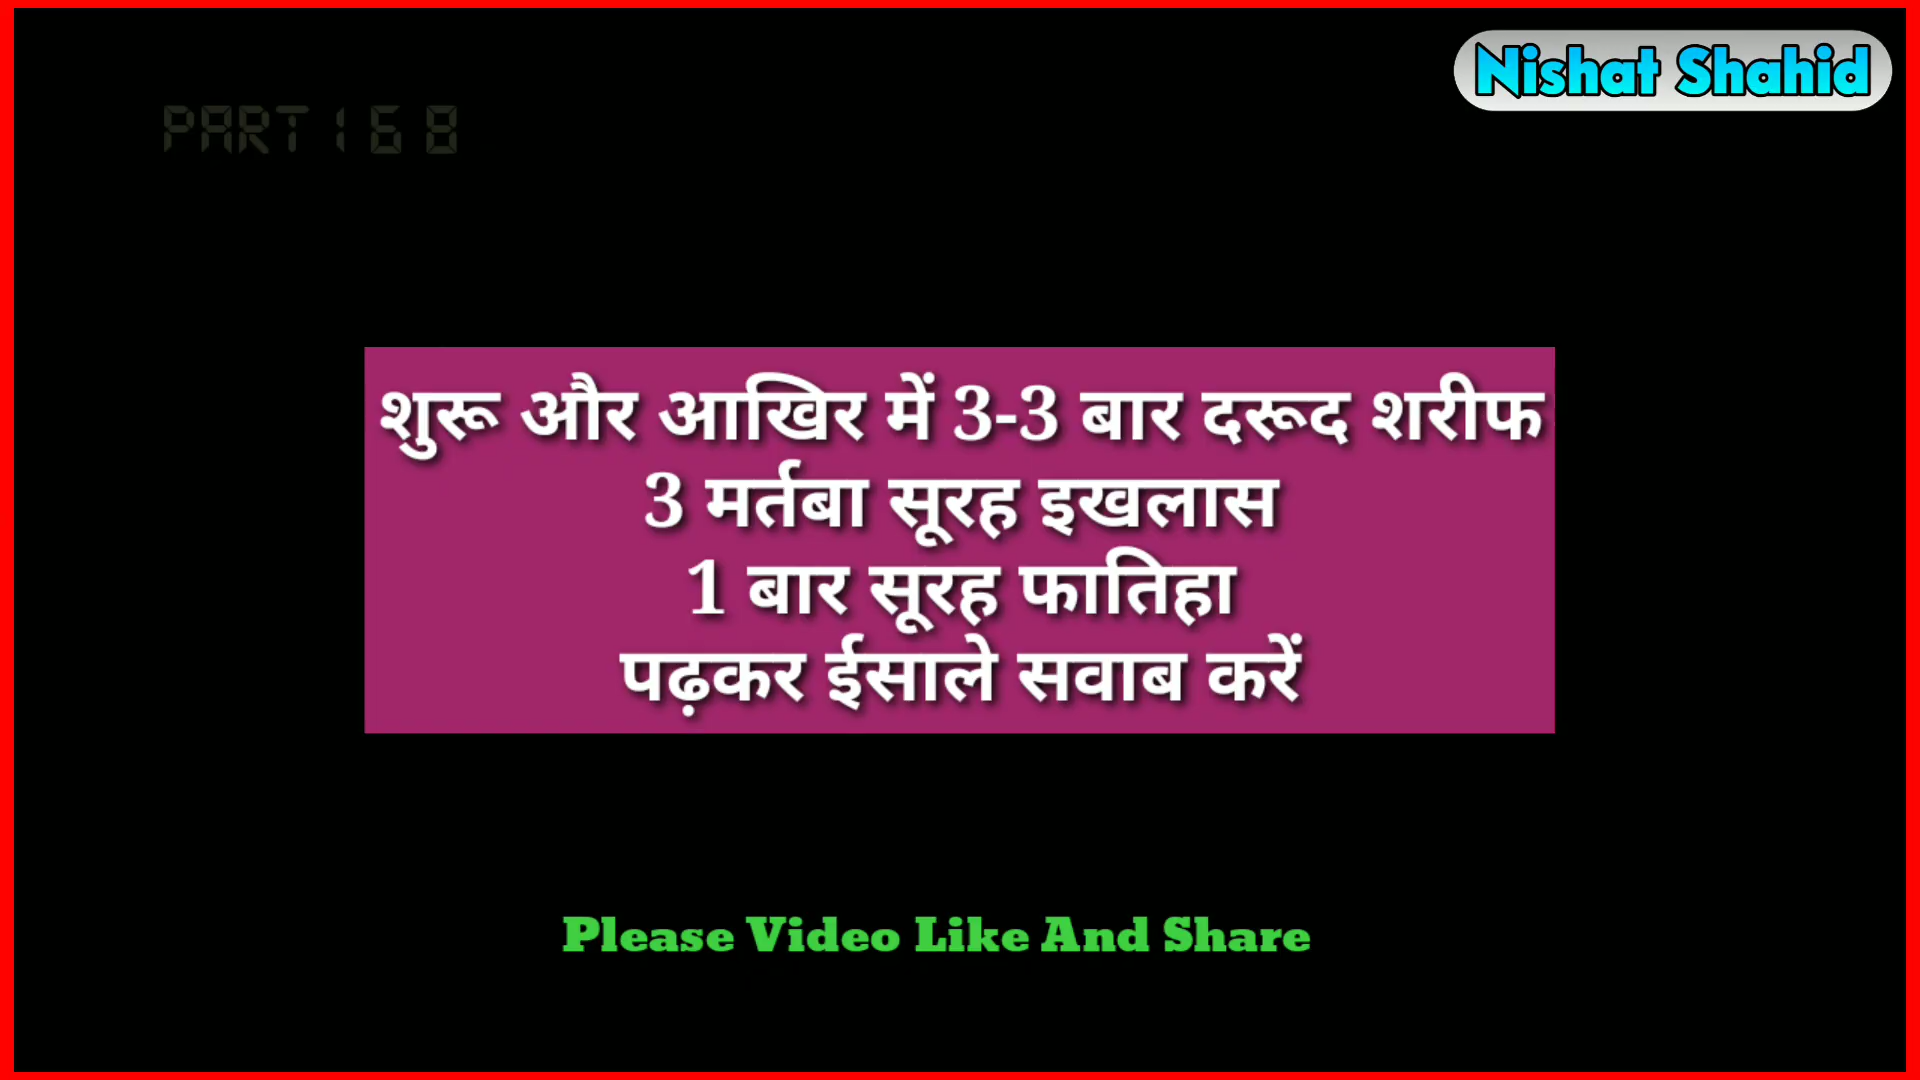 Nishat Shahid
PART 168
शुरू और आखिर में 3-3 बार दरूद शरीफ
3 मर्तबा सूरह इखलास
1 बार सूरह फातिहा
पढ़कर ईसाले सवाब करें
Please Video Like And Share